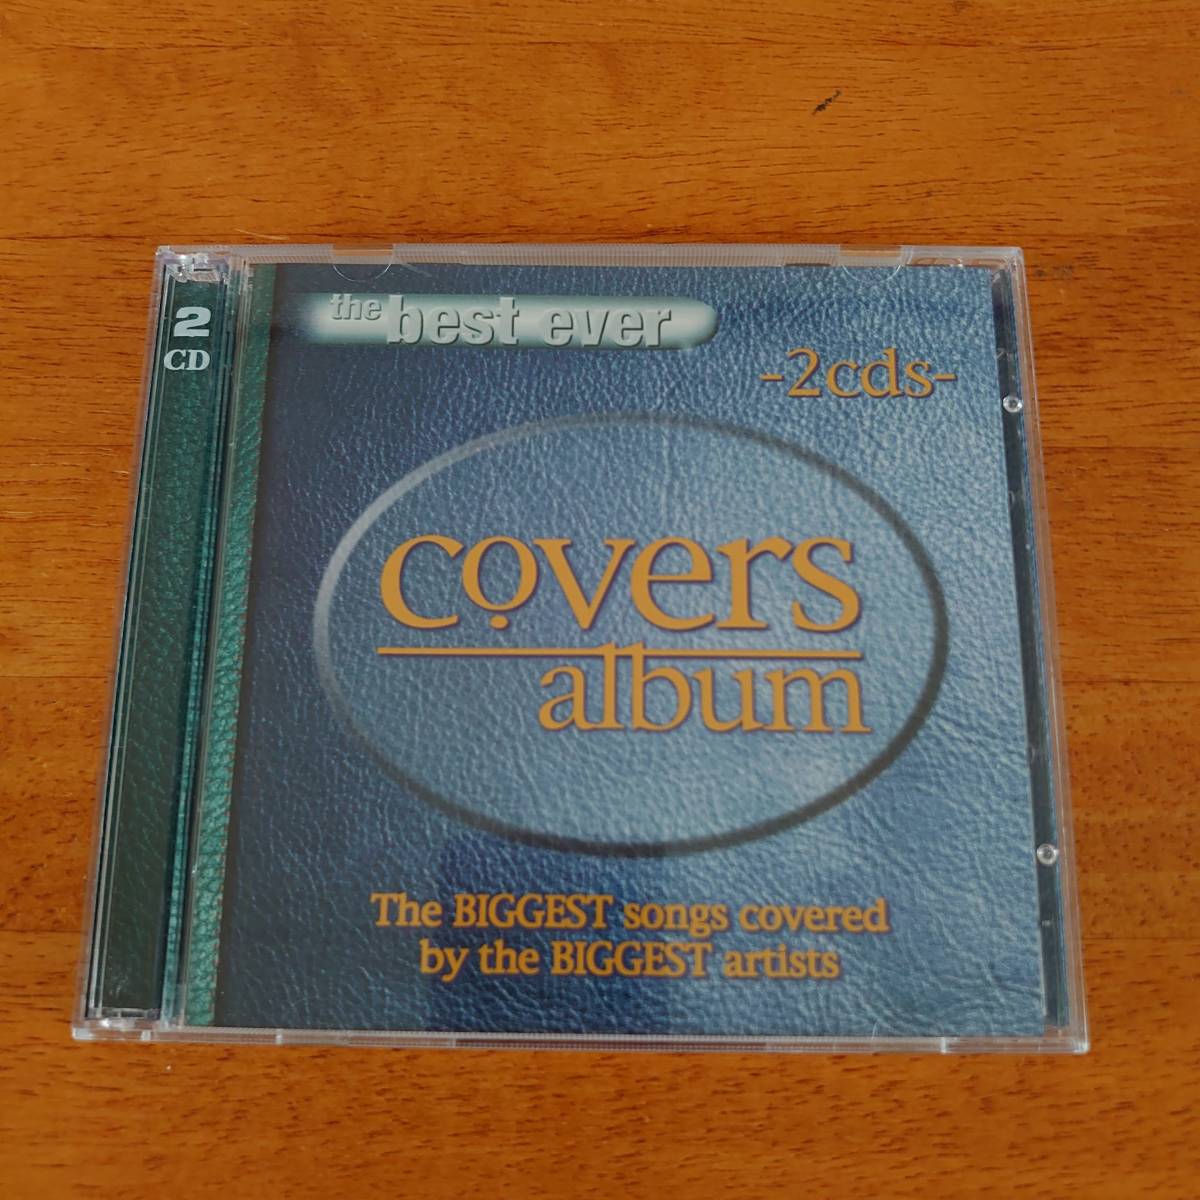 2
CD
the best ever
-2cds-
covers
album
The BIGGEST songs covered
by the BIGGEST artists